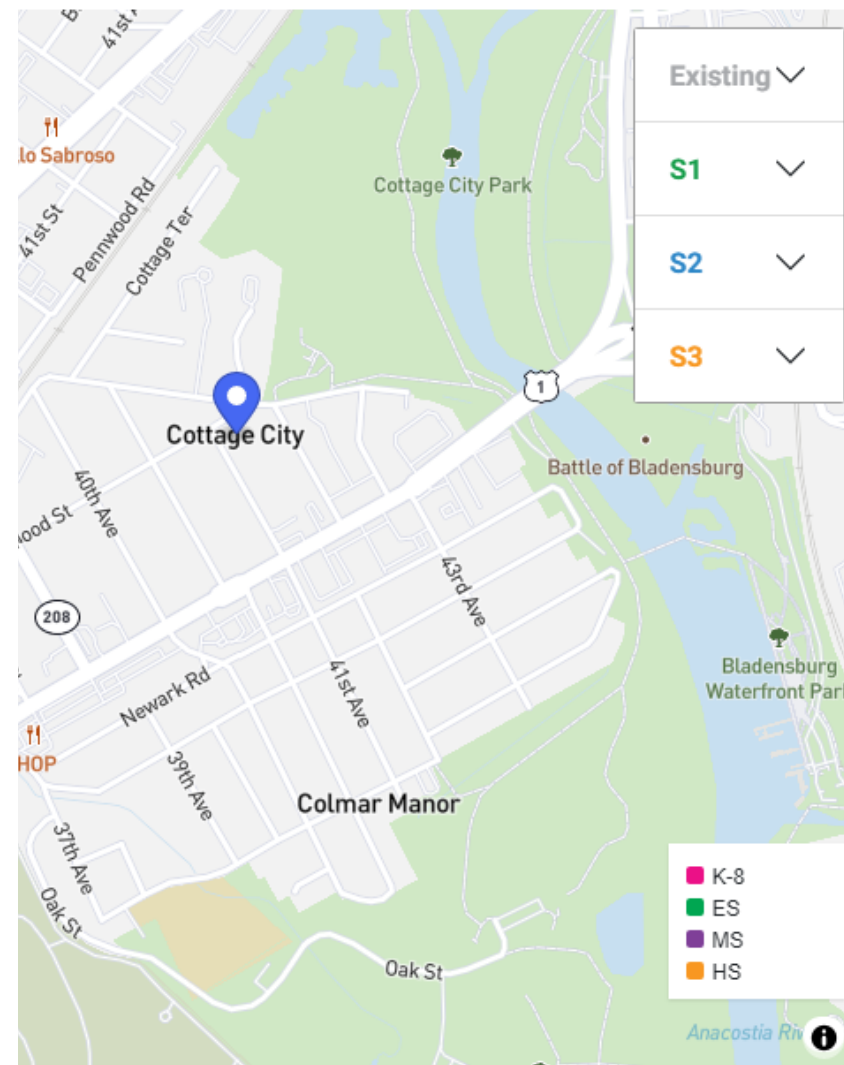 41st
lo Sabroso
Cottage City Park
Existing
S1
S2
S3
41st St
Pennwood Rd
Cottage Ter
1
Cottage City
Battle of Bladensburg
40th Ave
ood St
43rd Ave
208
Newark Rd
41st Ave
Bladensburg
Waterfront Par
HOP
39th Ave
Colmar Manor
37th Ave
Oak St
Oak St
K-8
ES
MS
HS
Anacostia Riv